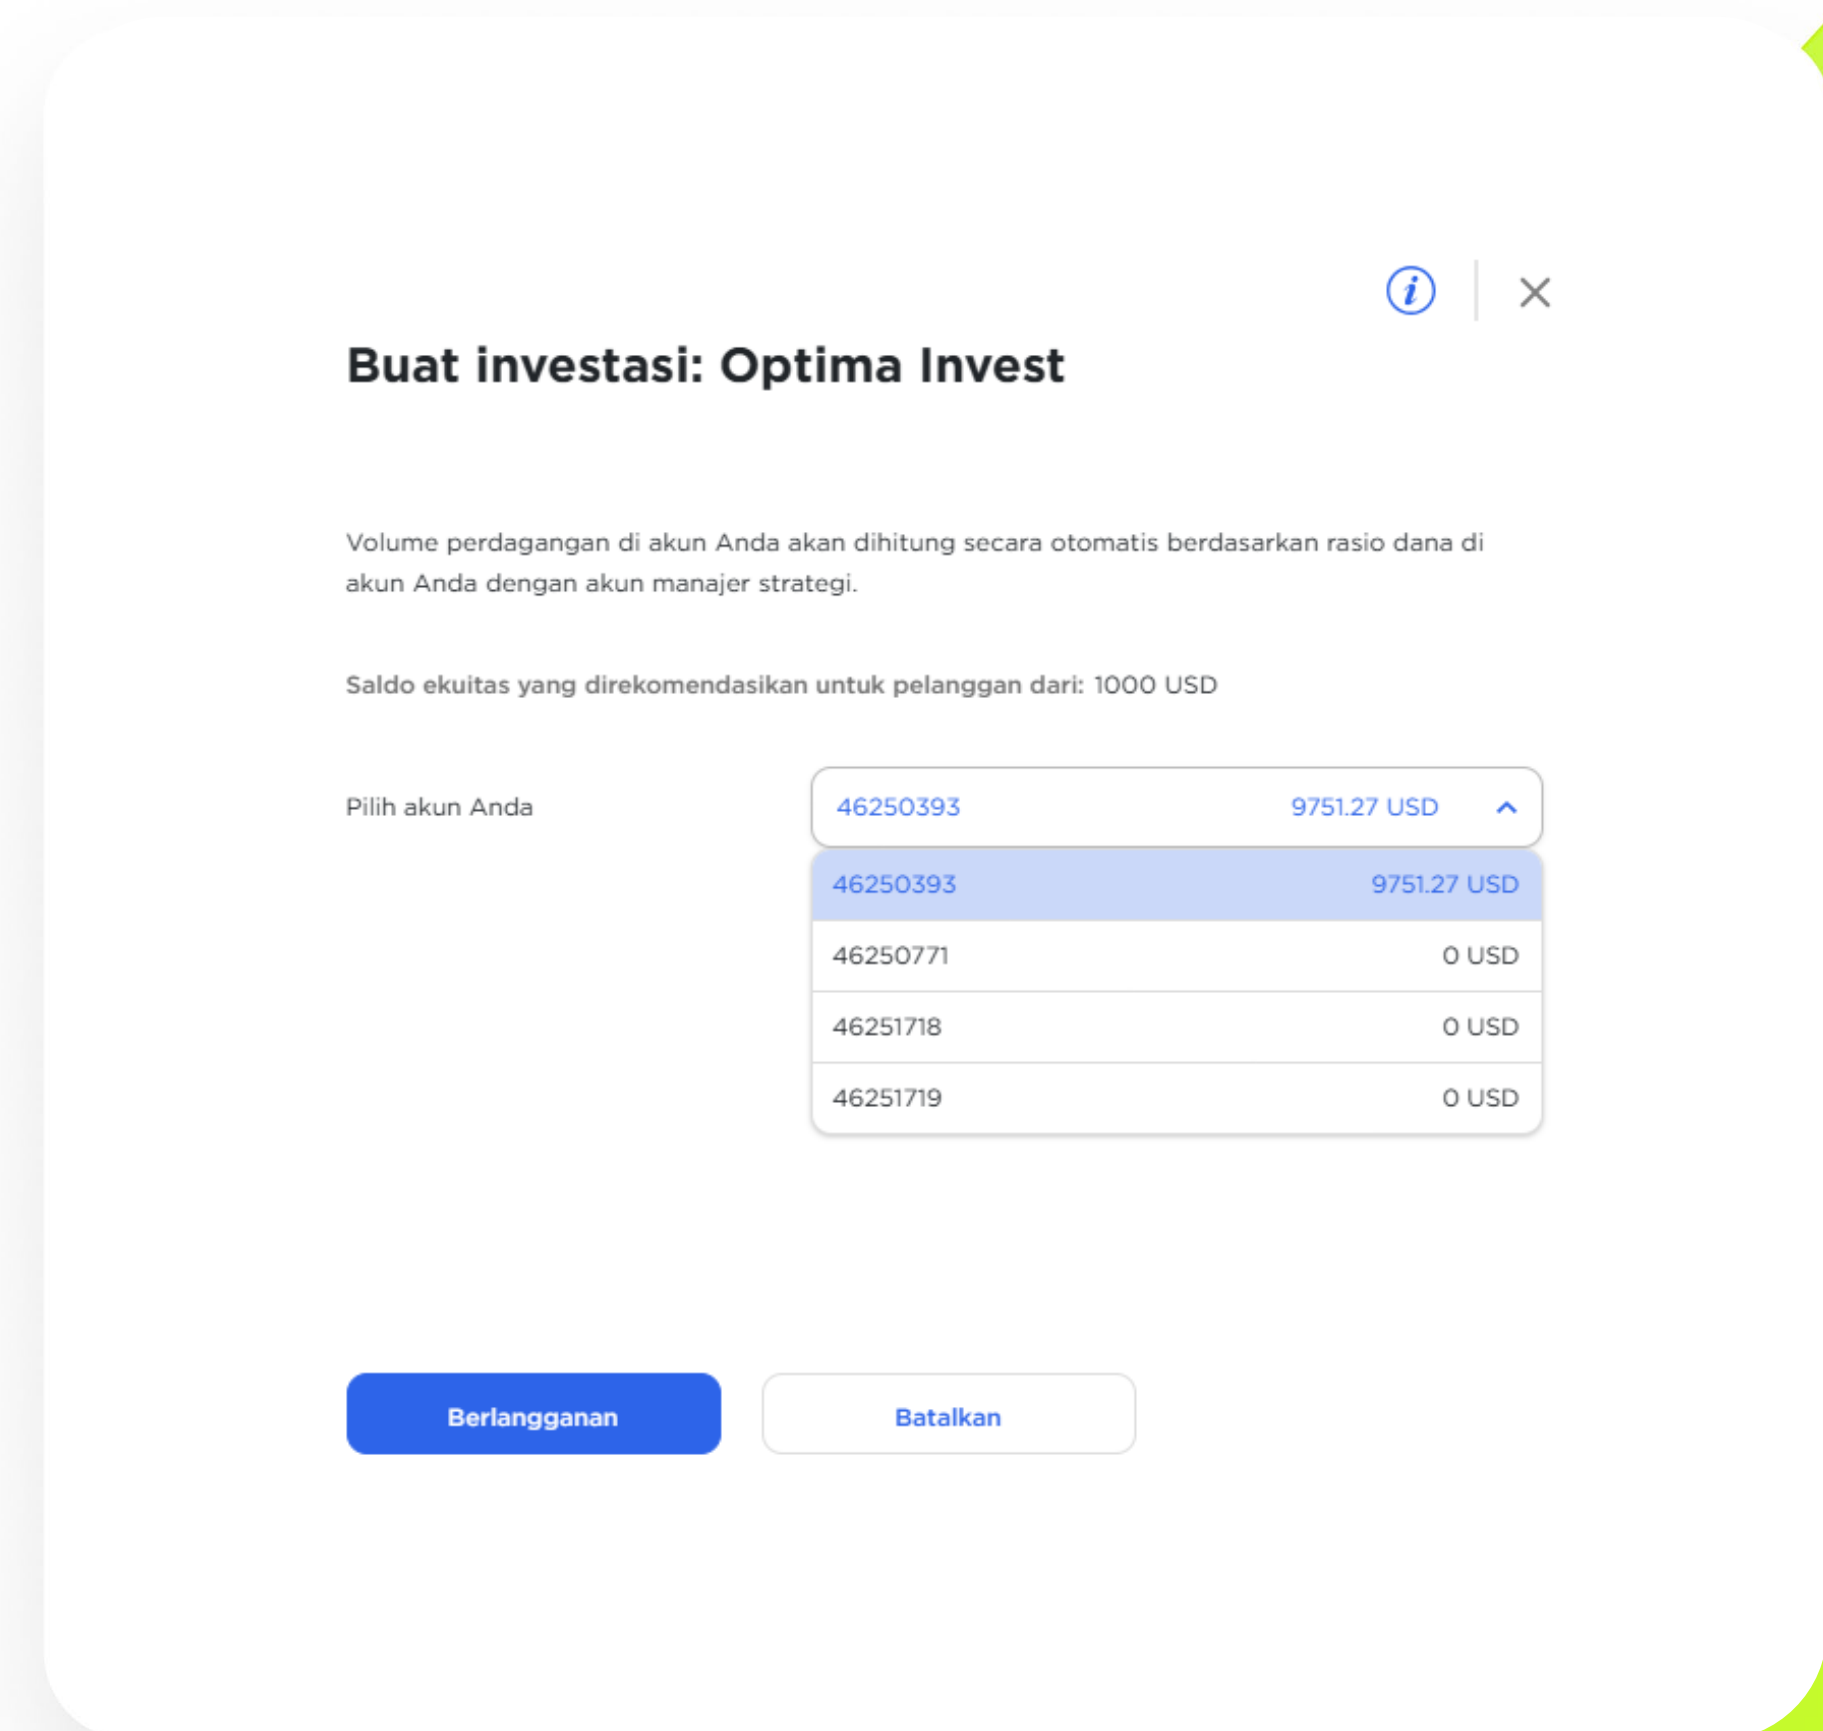 i
Buat investasi: Optima Invest
Volume perdagangan di akun Anda akan dihitung secara otomatis berdasarkan rasio dana di
akun Anda dengan akun manajer strategi.
Saldo ekuitas yang direkomendasikan untuk pelanggan dari: 1000 USD
Pilih akun Anda 46250393 9751.27 USD
46250393 9751.27 USD
46250771 0 USD
46251718 0 USD
46251719 0 USD
Berlangganan Batalkan